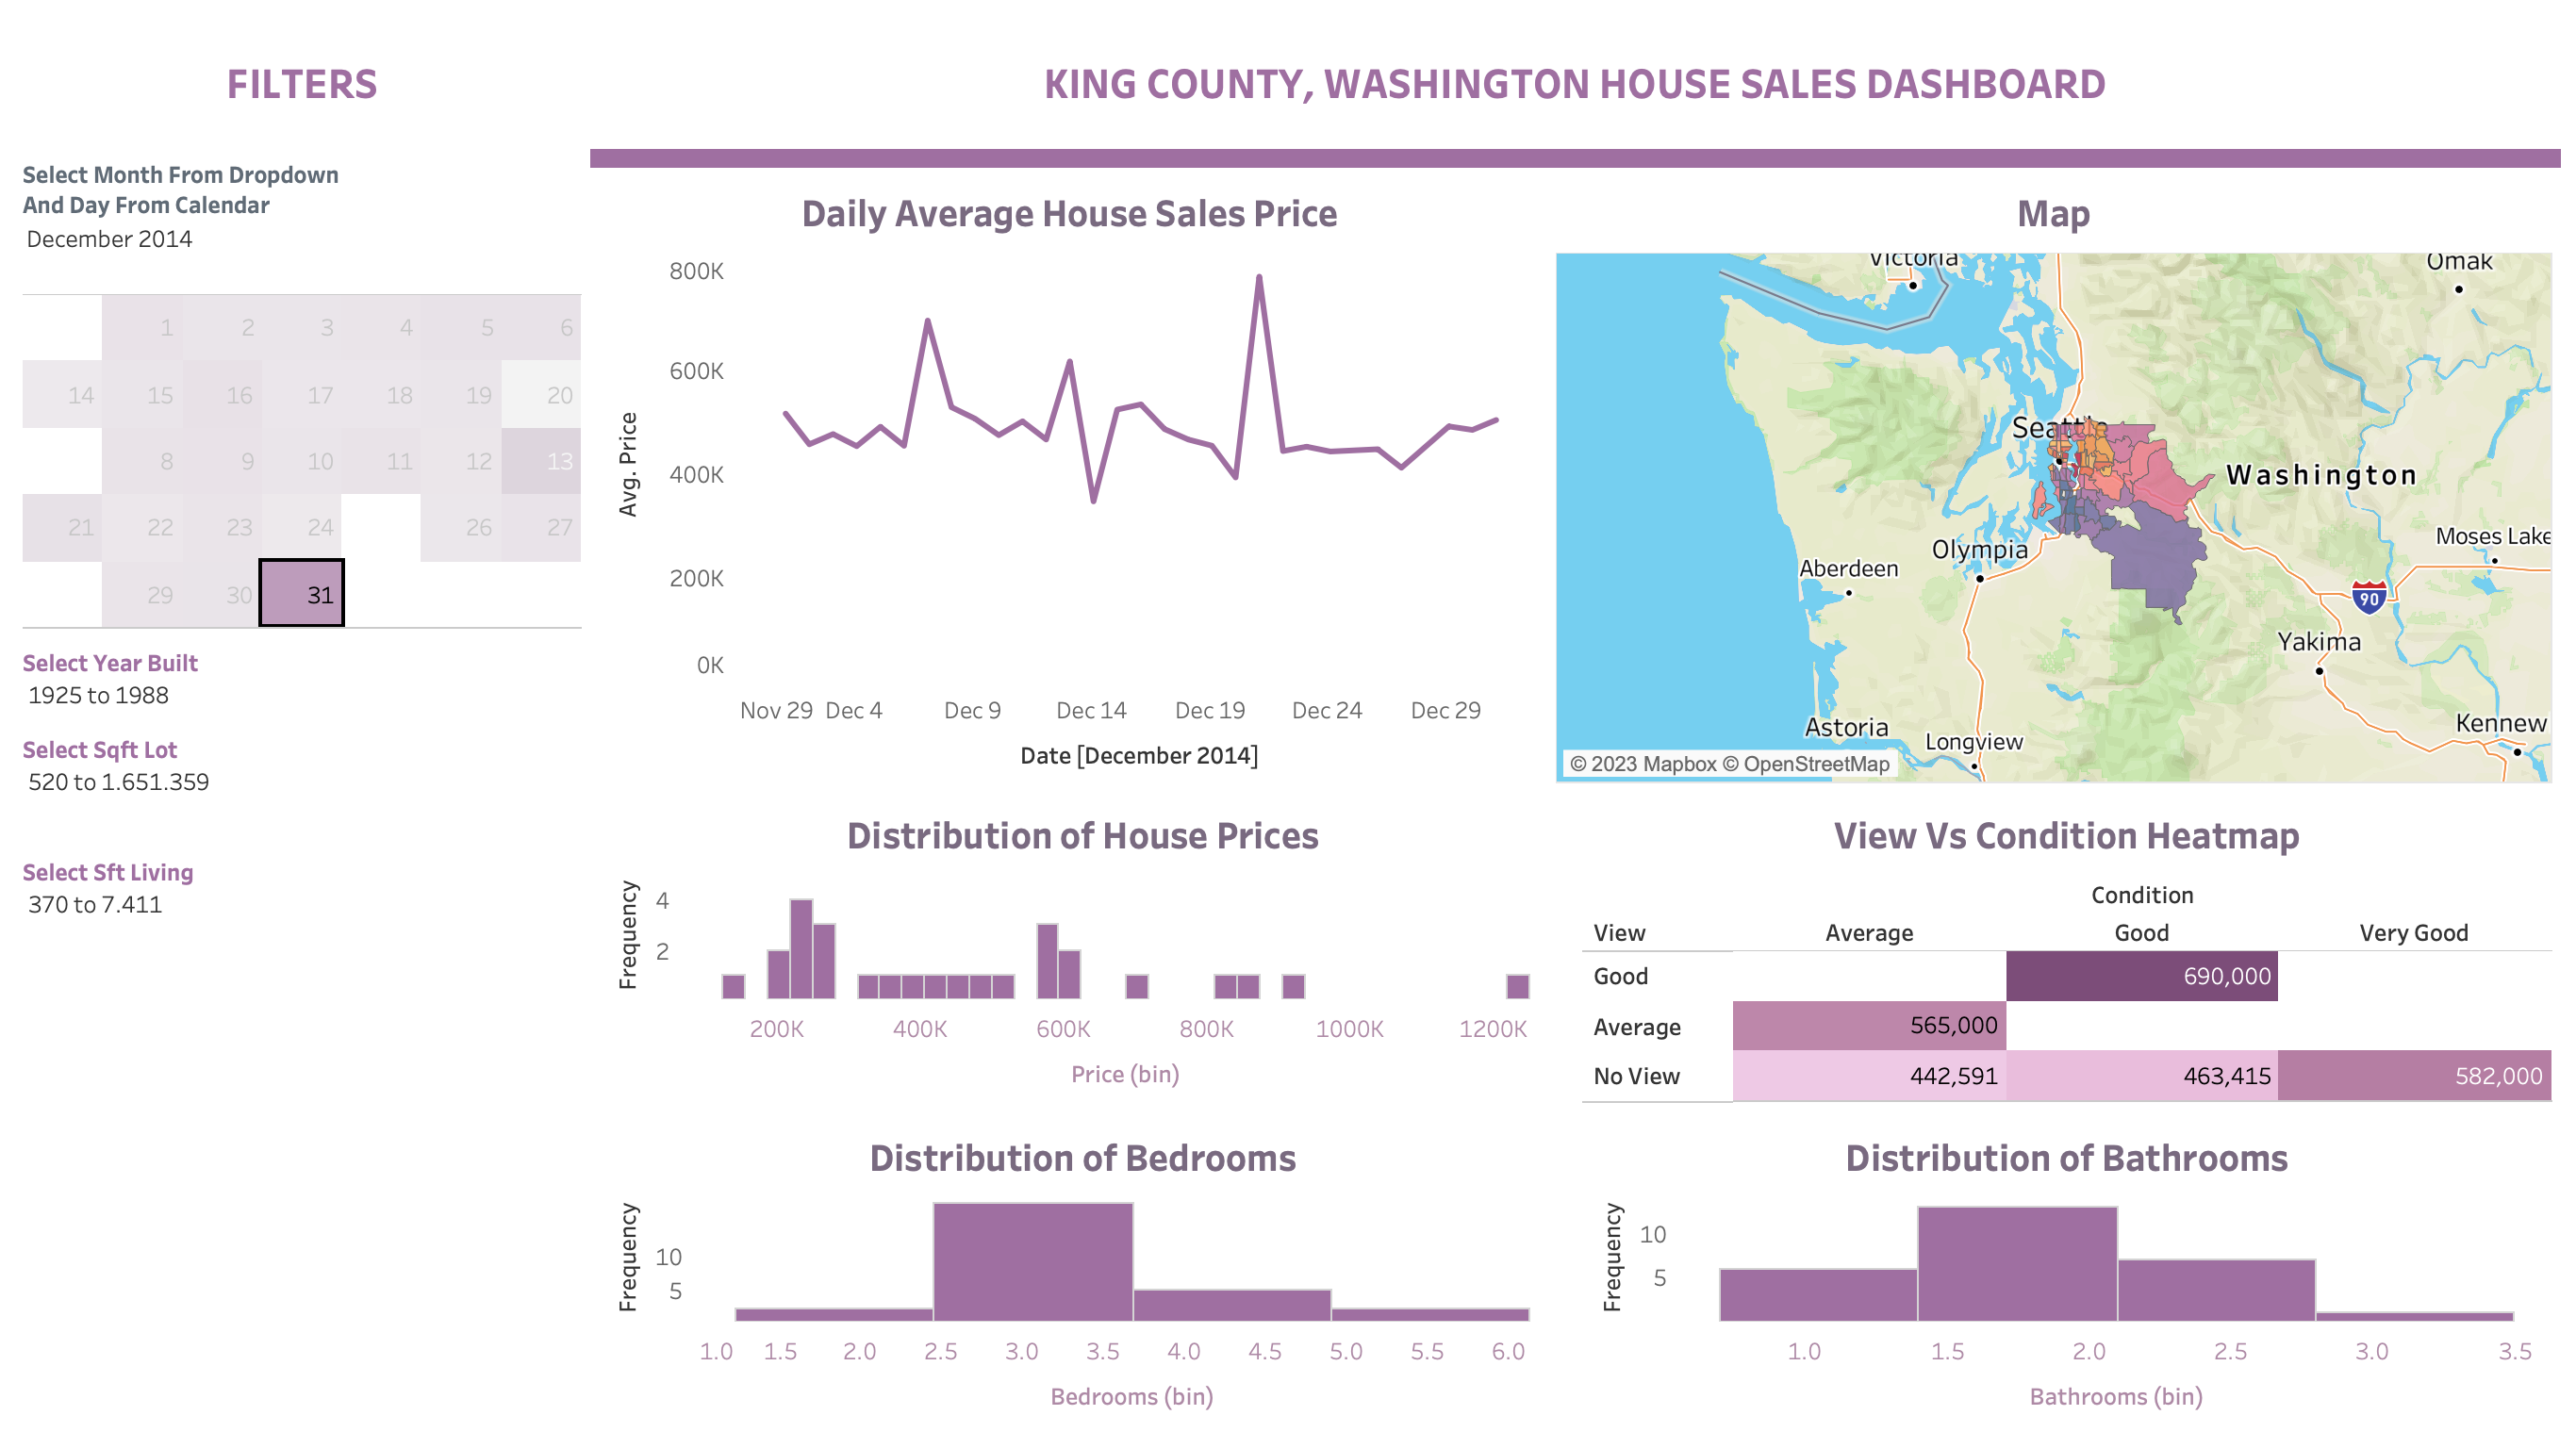 FILTERS
KING COUNTY, WASHINGTON HOUSE SALES DASHBOARD
Select Month From Dropdown
And Day From Calendar
December 2014
1 2 3 4 5 6
14 15 16 17 18 19 20
8 9 10 11 12 13
21 22 23 24 26 27
29 30 31
Select Year Built
1925 to 1988
Select Sqft Lot
520 to 1.651.359
Select Sft Living
370 to 7.411
Daily Average House Sales Price
Avg. Price
800K
600K
400K
200K
0K
Nov 29 Dec 4 Dec 9 Dec 14 Dec 19 Dec 24 Dec 29
Date [December 2014]
Map
Victoria
Omak
Seattle
Washington
Moses Lake
Olympia
Aberdeen
90
Yakima
Astoria
Longview
Kennew
© 2023 Mapbox © OpenStreetMap
Distribution of House Prices
Frequency
4
2
200K 400K 600K 800K 1000K 1200K
Price (bin)
View Vs Condition Heatmap
Condition
View Average Good Very Good
Good 690,000
Average 565,000
No View 442,591 463,415 582,000
Distribution of Bedrooms
Frequency
10
5
1.0 1.5 2.0 2.5 3.0 3.5 4.0 4.5 5.0 5.5 6.0
Bedrooms (bin)
Distribution of Bathrooms
Frequency
10
5
1.0 1.5 2.0 2.5 3.0 3.5
Bathrooms (bin)